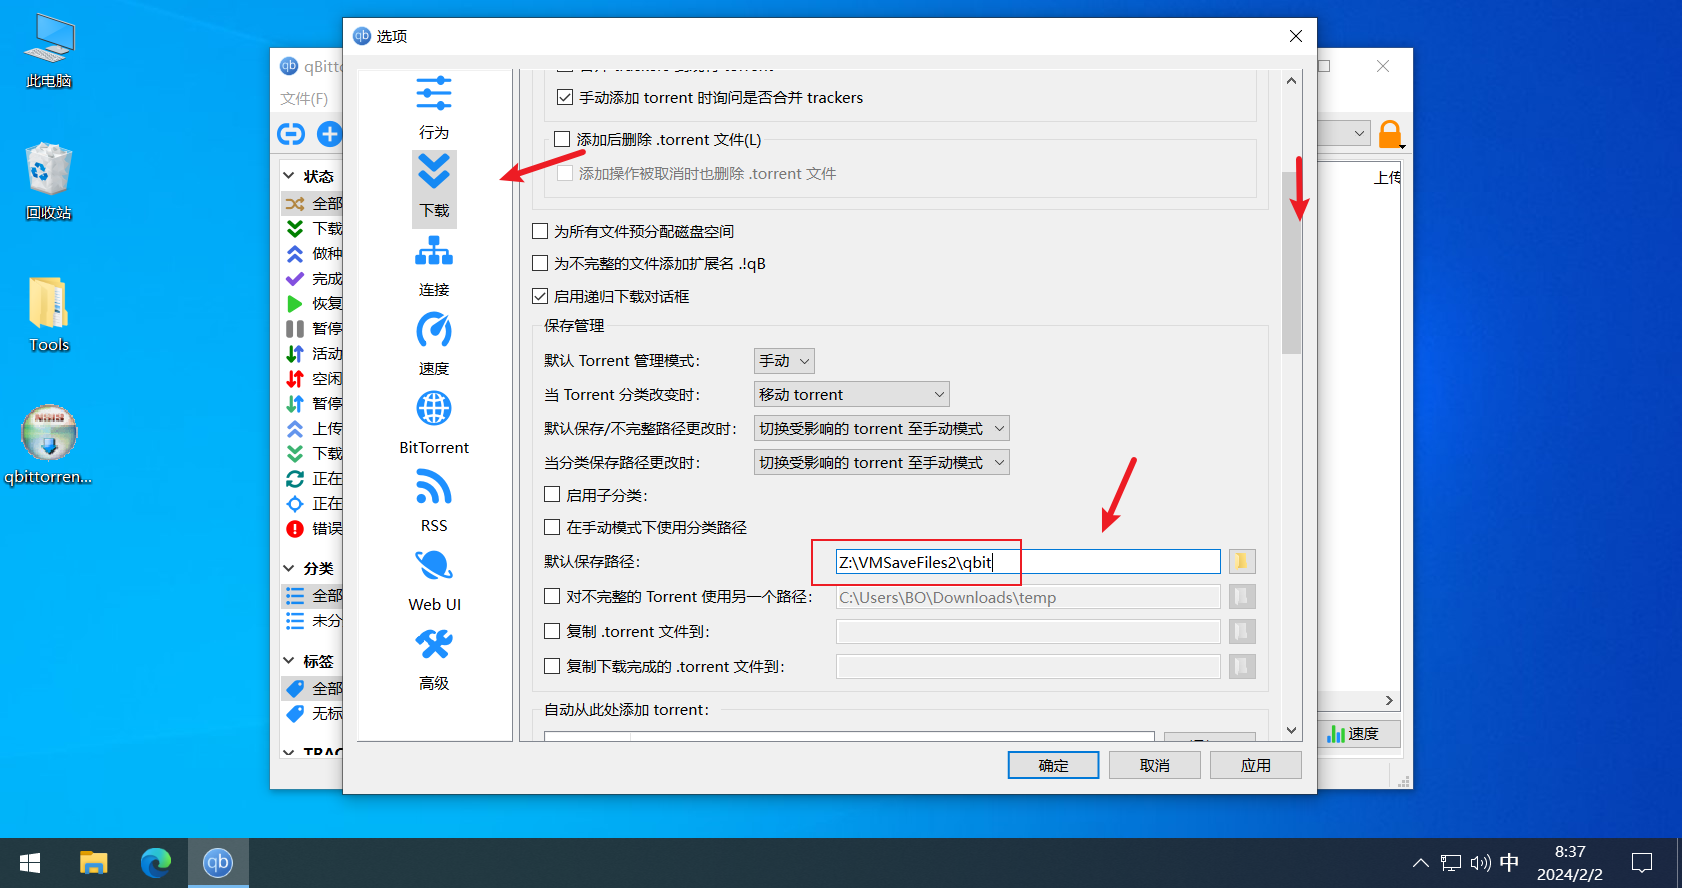 此电脑
回收站
Tools
NSIS
qbittorren...
qb
文件(F)
状态
全部
下载
做种
完成
恢复
暂停
活动
空闲
暂停
上传
下载
正在
正在
错误
分类
全部
未分
标签
全部
无标
qb 选项
行为
下载
连接
速度
BitTorrent
RSS
Web UI
高级
手动添加 torrent 时询问是否合并 trackers
添加后删除 .torrent 文件(L)
添加操作被取消时也删除 .torrent 文件
为所有文件预分配磁盘空间
为不完整的文件添加扩展名 .!qB
启用递归下载对话框
保存管理
默认 Torrent 管理模式: 手动
当 Torrent 分类改变时: 移动 torrent
默认保存/不完整路径更改时: 切换受影响的 torrent 至手动模式
当分类保存路径更改时: 切换受影响的 torrent 至手动模式
启用子分类:
在手动模式下使用分类路径
默认保存路径: Z:\VMSaveFiles2\qbit
对不完整的 Torrent 使用另一个路径: C:\Users\BO\Downloads\temp
复制 .torrent 文件到:
复制下载完成的 .torrent 文件到:
自动从此处添加 torrent:
确定 取消 应用
上传
速度
qb
中
8:37
2024/2/2